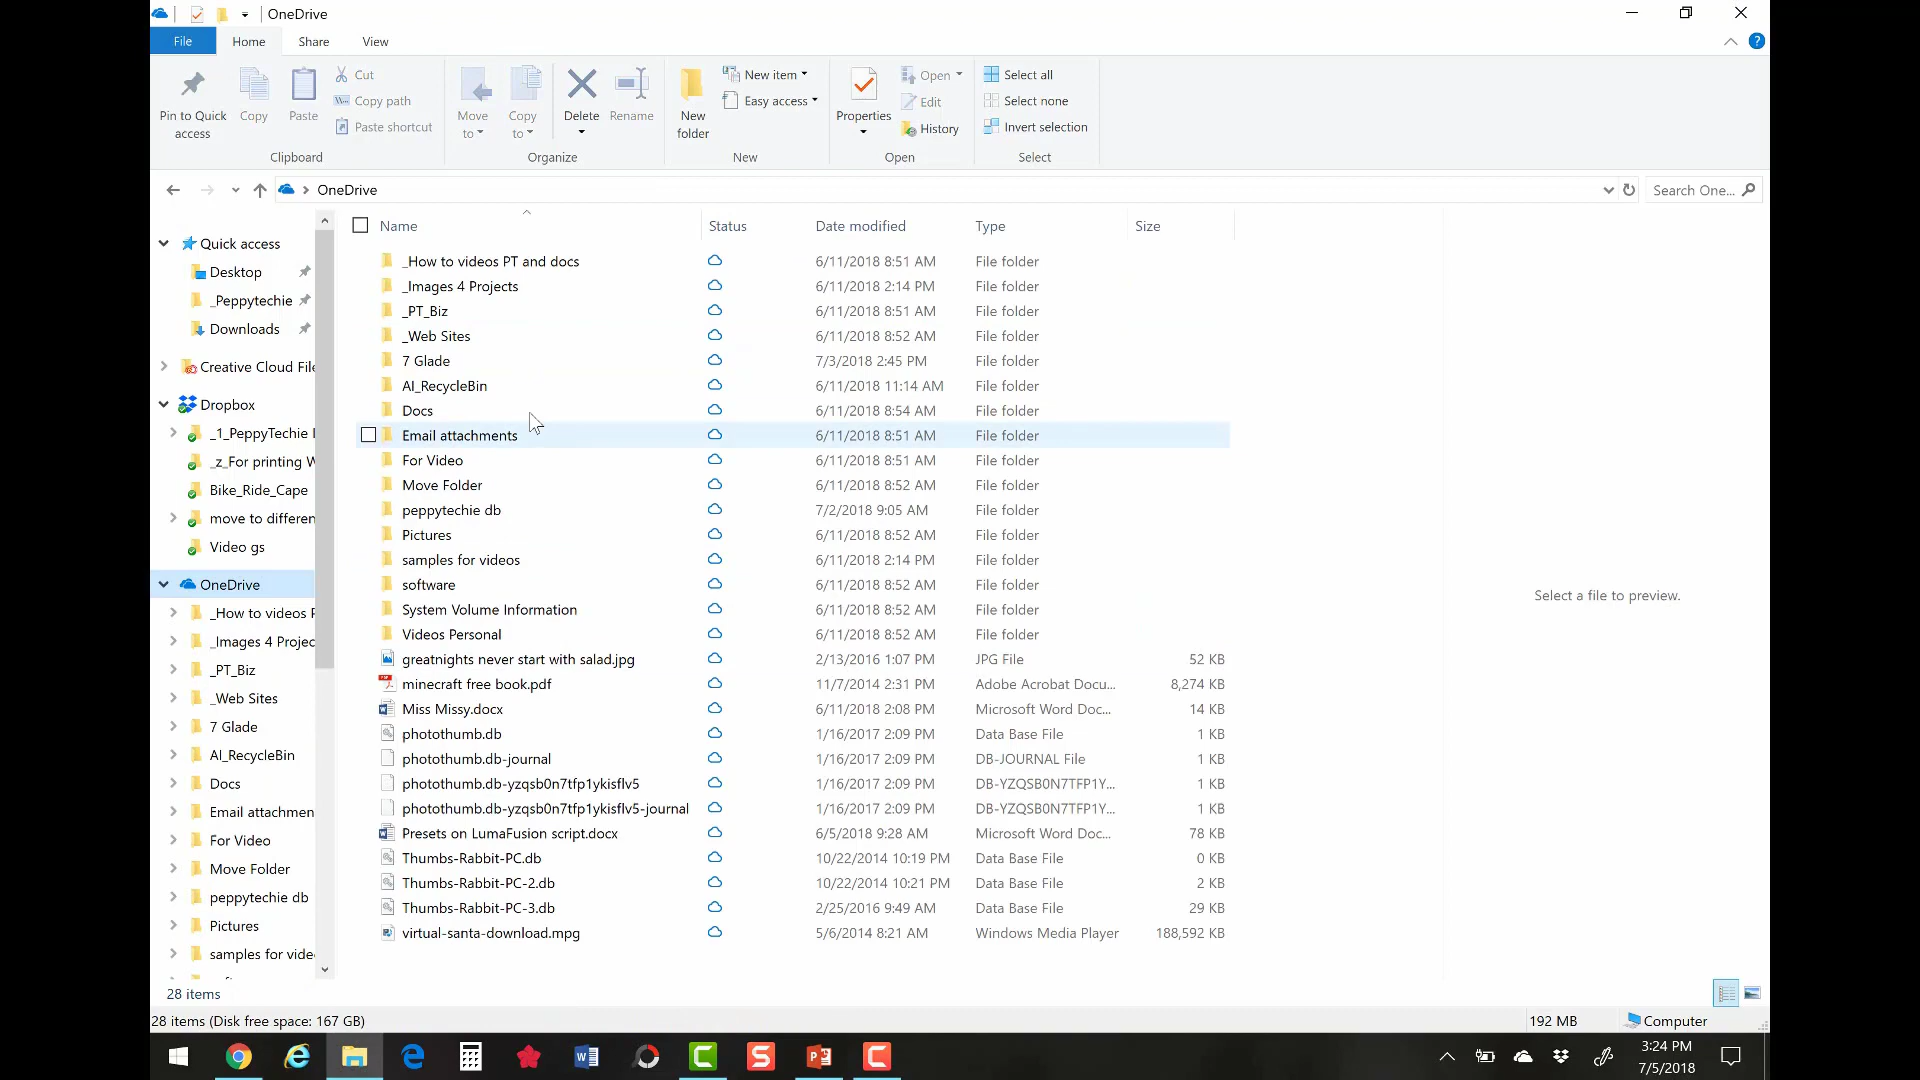 OneDrive
File Home Share View
Pin to Quick access
Copy
Paste
Cut
Copy path
Paste shortcut
Clipboard
Move to
Copy to
Delete
Rename
Organize
New folder
New item
Easy access
New
Properties
Open
Edit
History
Open
Select all
Select none
Invert selection
Select
OneDrive
Search One...
Quick access
Desktop
_Peppytechie
Downloads
Creative Cloud File
Dropbox
_1_PeppyTechie
_z_For printing W
Bike_Ride_Cape
move to differen
Video gs
OneDrive
_How to videos P
_Images 4 Projec
_PT_Biz
_Web Sites
7 Glade
AI_RecycleBin
Docs
Email attachmen
For Video
Move Folder
peppytechie db
Pictures
samples for vide
Name Status Date modified Type Size
_How to videos PT and docs 6/11/2018 8:51 AM File folder
_Images 4 Projects 6/11/2018 2:14 PM File folder
_PT_Biz 6/11/2018 8:51 AM File folder
_Web Sites 6/11/2018 8:52 AM File folder
7 Glade 7/3/2018 2:45 PM File folder
AI_RecycleBin 6/11/2018 11:14 AM File folder
Docs 6/11/2018 8:54 AM File folder
Email attachments 6/11/2018 8:51 AM File folder
For Video 6/11/2018 8:51 AM File folder
Move Folder 6/11/2018 8:52 AM File folder
peppytechie db 7/2/2018 9:05 AM File folder
Pictures 6/11/2018 8:52 AM File folder
samples for videos 6/11/2018 2:14 PM File folder
software 6/11/2018 8:52 AM File folder
System Volume Information 6/11/2018 8:52 AM File folder
Videos Personal 6/11/2018 8:52 AM File folder
greatnights never start with salad.jpg 2/13/2016 1:07 PM JPG File 52 KB
minecraft free book.pdf 11/7/2014 2:31 PM Adobe Acrobat Docu... 8,274 KB
Miss Missy.docx 6/11/2018 2:08 PM Microsoft Word Doc... 14 KB
photothumb.db 1/16/2017 2:09 PM Data Base File 1 KB
photothumb.db-journal 1/16/2017 2:09 PM DB-JOURNAL File 1 KB
photothumb.db-yzqsb0n7tfp1ykisflv5 1/16/2017 2:09 PM DB-YZQSB0N7TFP1Y... 1 KB
photothumb.db-yzqsb0n7tfp1ykisflv5-journal 1/16/2017 2:09 PM DB-YZQSB0N7TFP1Y... 1 KB
Presets on LumaFusion script.docx 6/5/2018 9:28 AM Microsoft Word Doc... 78 KB
Thumbs-Rabbit-PC.db 10/22/2014 10:19 PM Data Base File 0 KB
Thumbs-Rabbit-PC-2.db 10/22/2014 10:21 PM Data Base File 2 KB
Thumbs-Rabbit-PC-3.db 2/25/2016 9:49 AM Data Base File 29 KB
virtual-santa-download.mpg 5/6/2014 8:21 AM Windows Media Player 188,592 KB
Select a file to preview.
28 items
28 items (Disk free space: 167 GB) 192 MB Computer
3:24 PM
7/5/2018